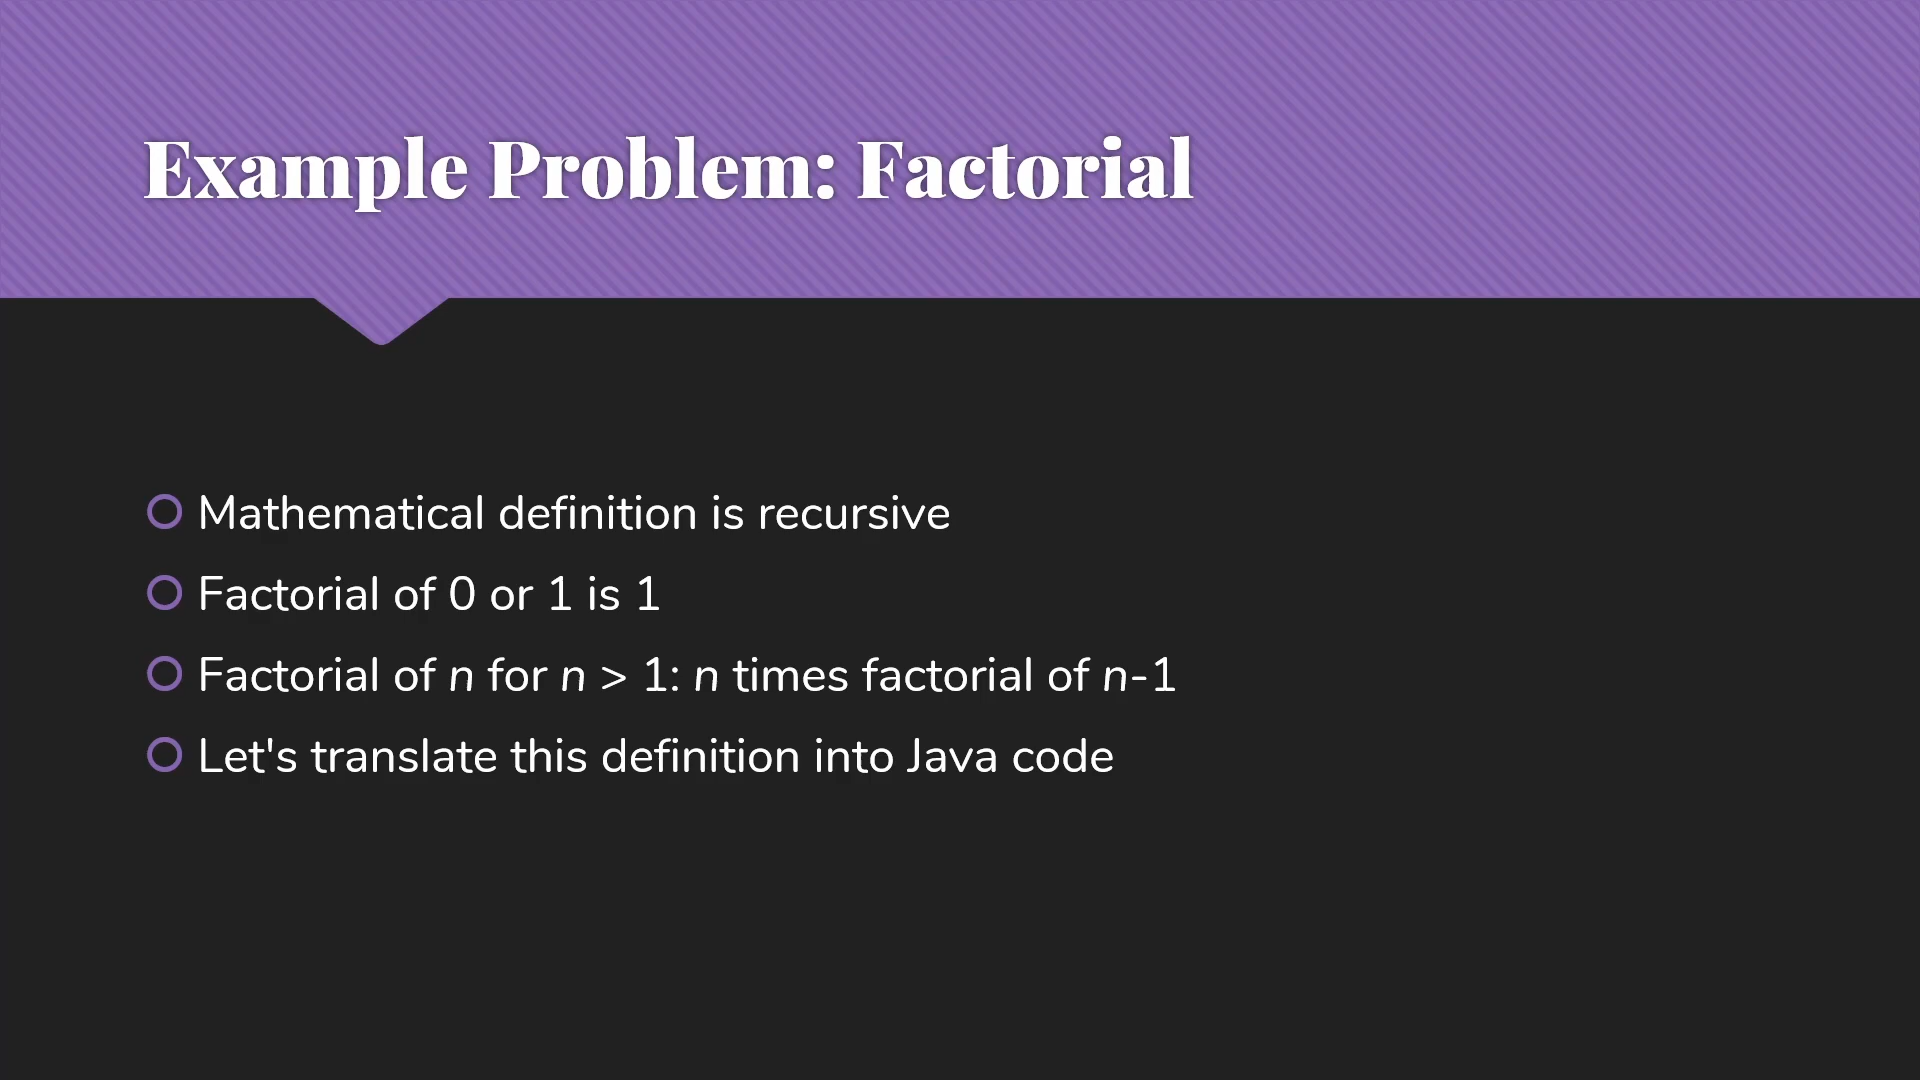 Example Problem: Factorial
Mathematical definition is recursive
Factorial of 0 or 1 is 1
Factorial of n for n > 1: n times factorial of n-1
Let's translate this definition into Java code